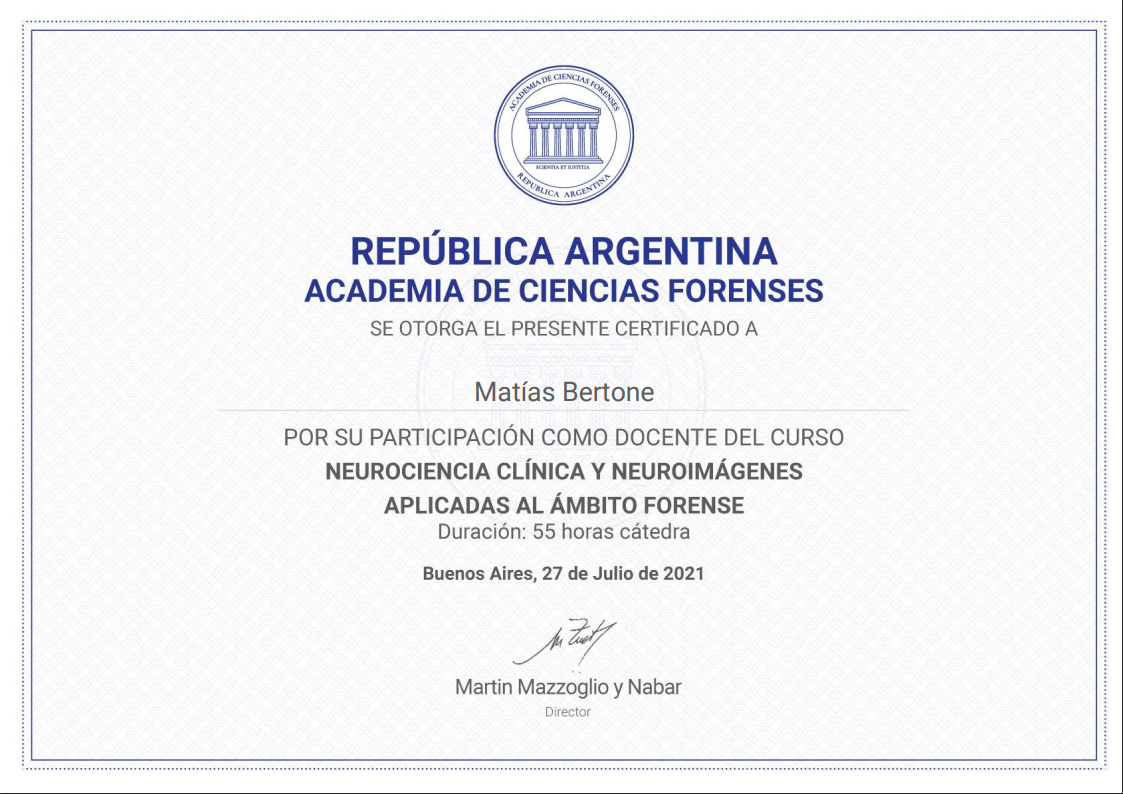 ACADEMIA DE CIENCIAS FORENSES
SCIENTIA ET IUSTITIA
REPUBLICA ARGENTINA
REPÚBLICA ARGENTINA
ACADEMIA DE CIENCIAS FORENSES
SE OTORGA EL PRESENTE CERTIFICADO A
Matías Bertone
POR SU PARTICIPACIÓN COMO DOCENTE DEL CURSO
NEUROCIENCIA CLÍNICA Y NEUROIMÁGENES
APLICADAS AL ÁMBITO FORENSE
Duración: 55 horas cátedra
Buenos Aires, 27 de Julio de 2021
Martin Mazzoglio y Nabar
Director